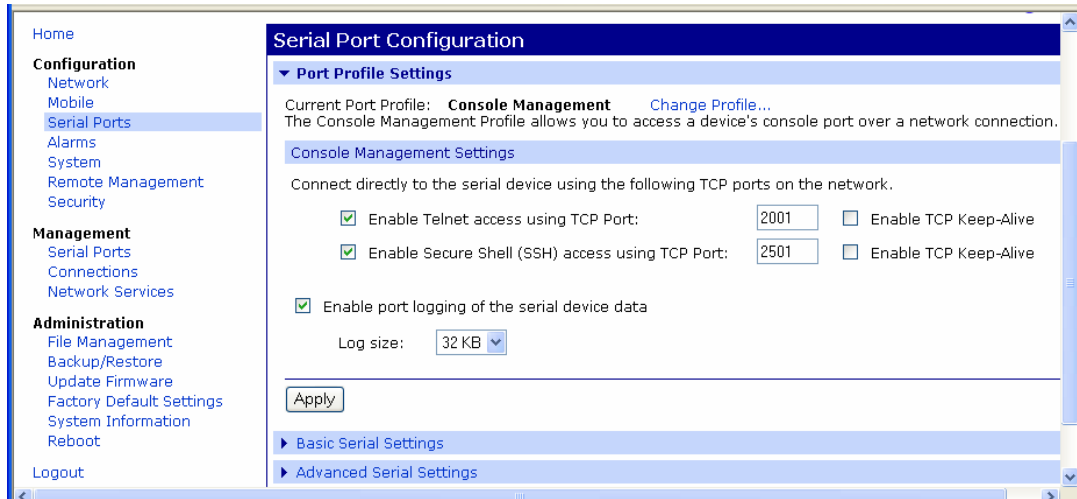 Home
Configuration
Network
Mobile
Serial Ports
Alarms
System
Remote Management
Security
Management
Serial Ports
Connections
Network Services
Administration
File Management
Backup/Restore
Update Firmware
Factory Default Settings
System Information
Reboot
Logout
Serial Port Configuration
Port Profile Settings
Current Port Profile: Console Management Change Profile...
The Console Management Profile allows you to access a device's console port over a network connection.
Console Management Settings
Connect directly to the serial device using the following TCP ports on the network.
Enable Telnet access using TCP Port: 2001 Enable TCP Keep-Alive
Enable Secure Shell (SSH) access using TCP Port: 2501 Enable TCP Keep-Alive
Enable port logging of the serial device data
Log size: 32 KB
Apply
Basic Serial Settings
Advanced Serial Settings